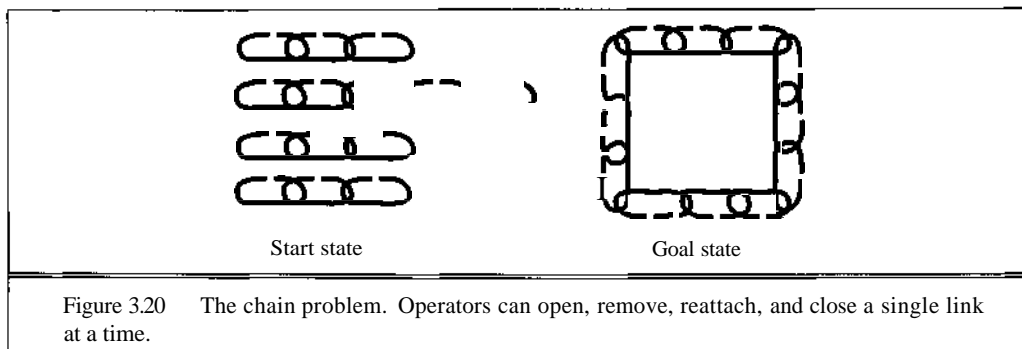 Start state
Goal state
Figure 3.20 The chain problem. Operators can open, remove, reattach, and close a single link
at a time.